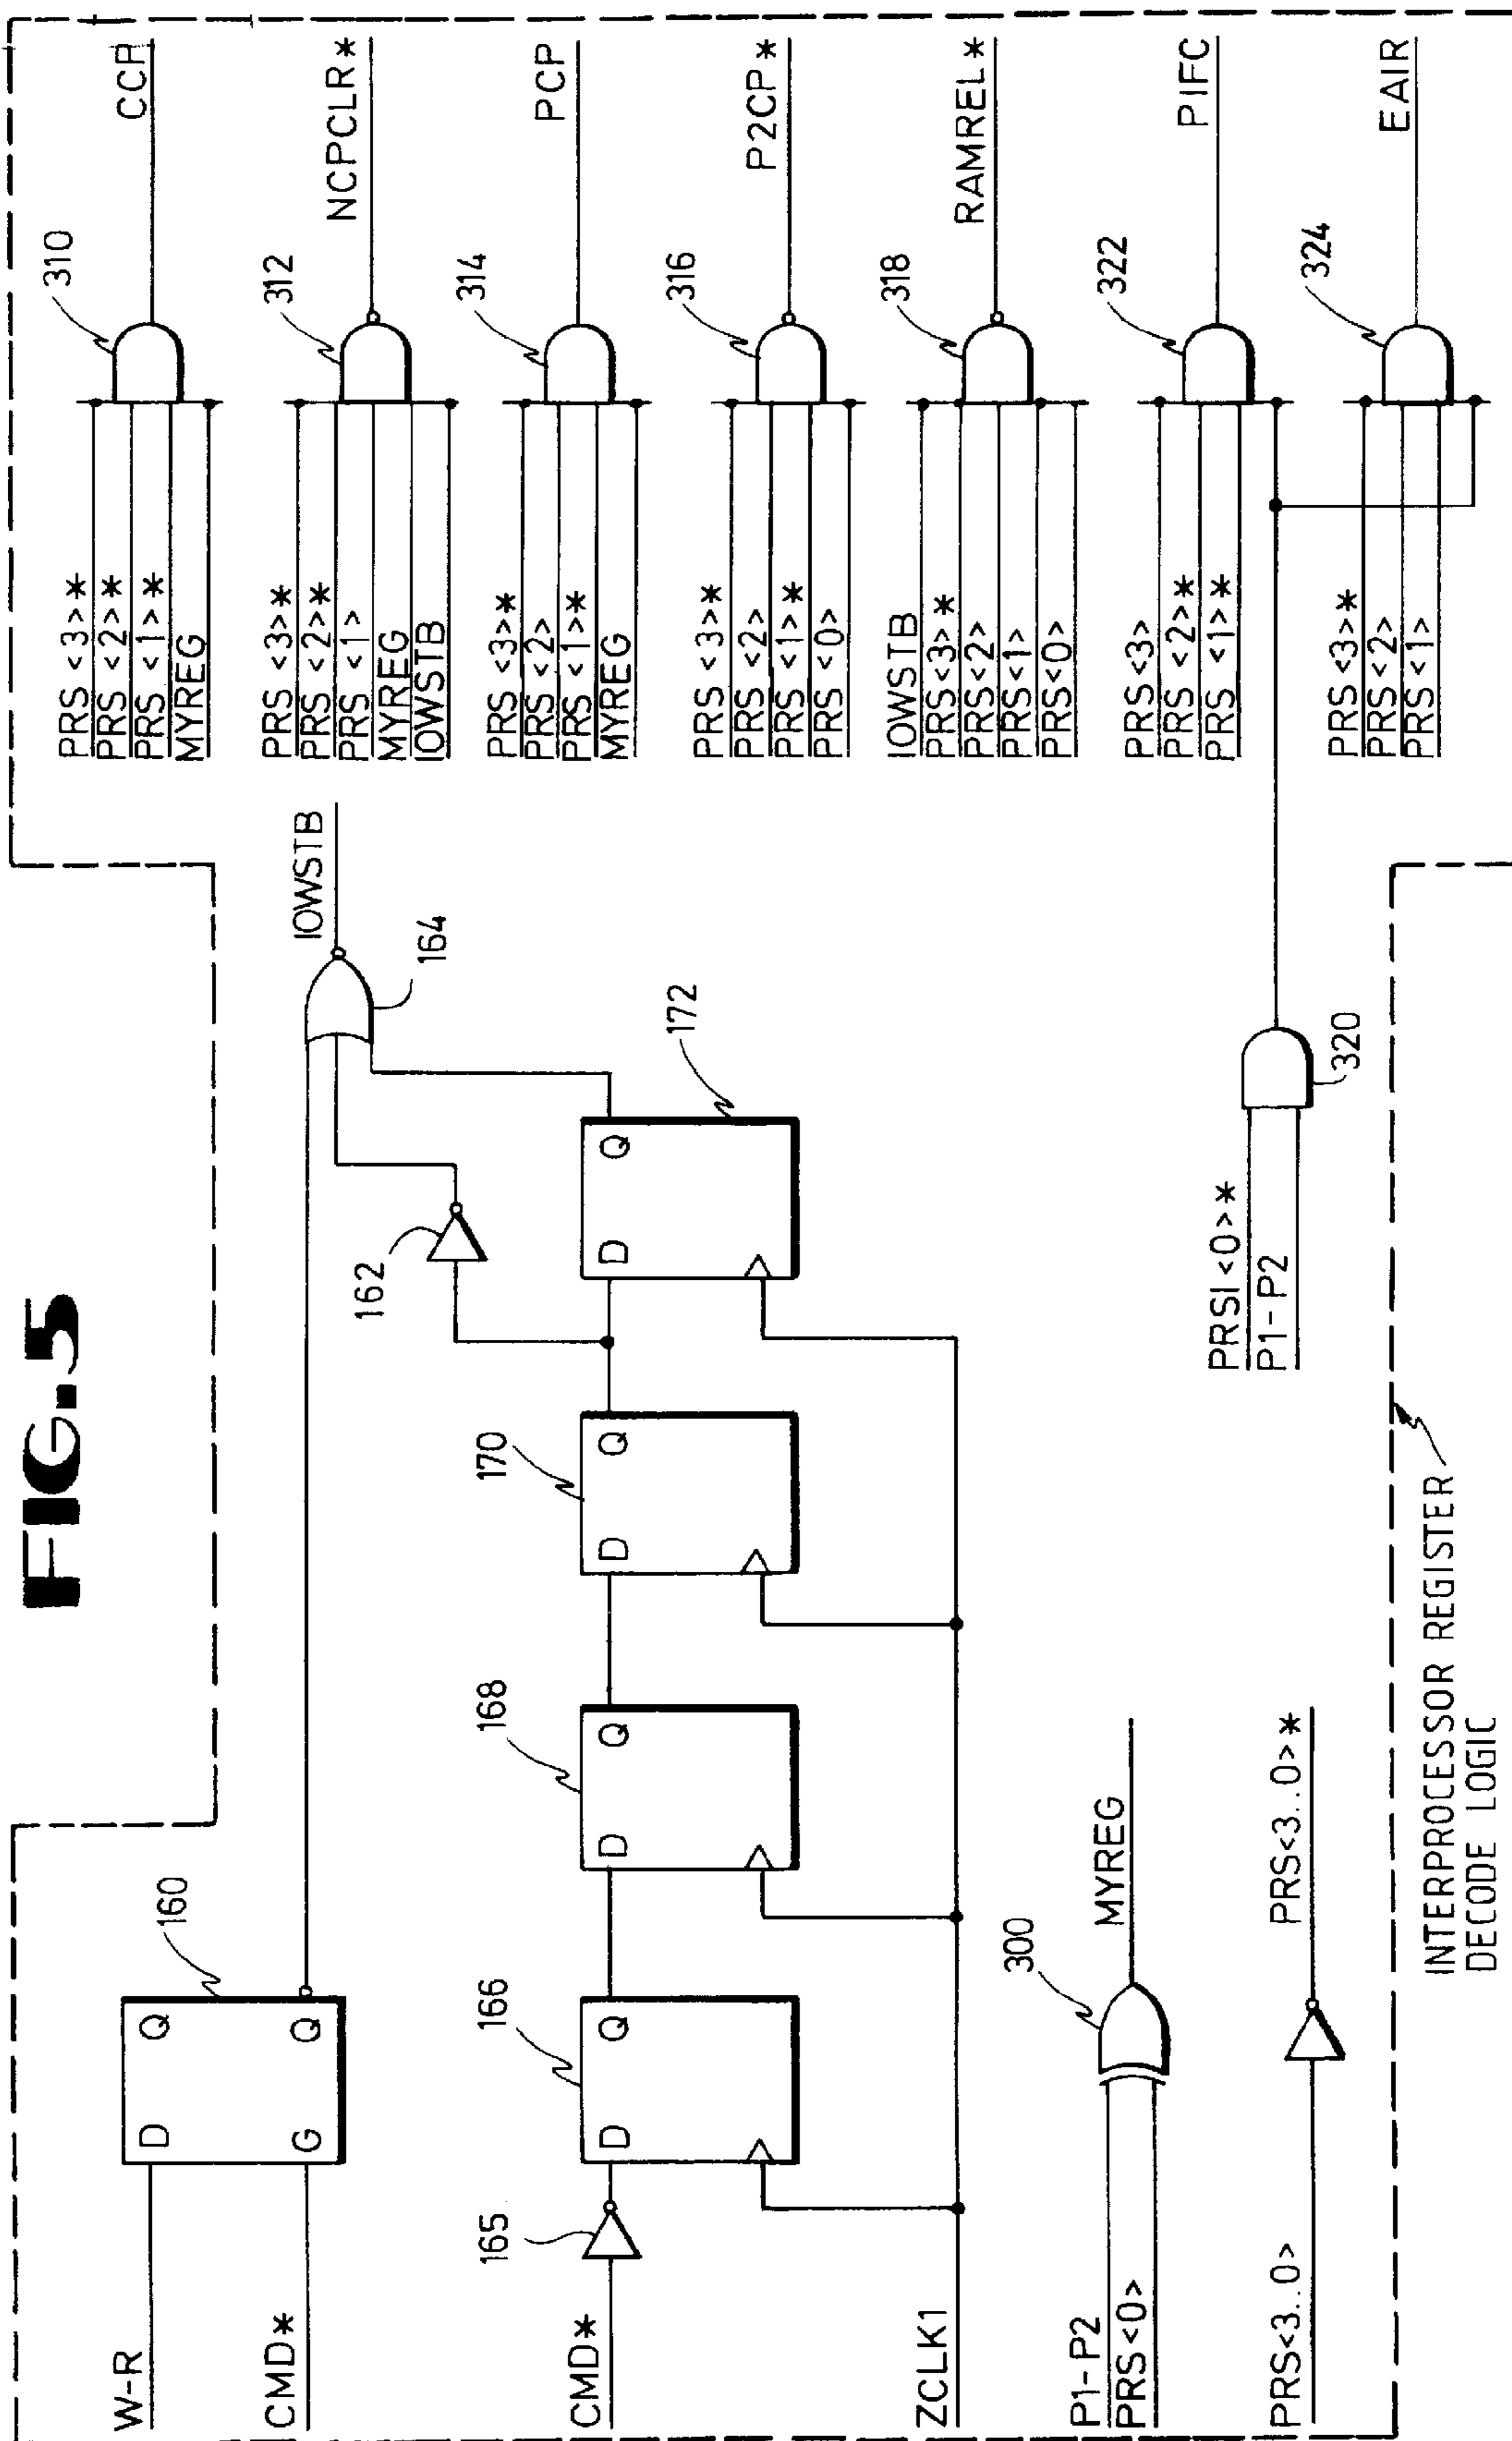 FIG.5
W-R
CMD*
D
Q
G
Q
160
CMD*
165
D
Q
166
D
Q
168
D
Q
170
D
Q
172
162
164
IOWSTB
ZCLK1
P1-P2
PRS<0>
300
MYREG
PRS<3..0>
PRS<3..0>*
PRSI<0>*
P1-P2
320
INTERPROCESSOR REGISTER
DECODE LOGIC
PRS <3>*
PRS <2>*
PRS <1>*
MYREG
310
CCP
PRS <3>*
PRS <2>*
PRS <1>
MYREG
IOWSTB
312
NCPCLR*
PRS <3>*
PRS <2>
PRS <1>*
MYREG
314
PCP
PRS <3>*
PRS <2>
PRS <1>*
PRS <0>
316
P2CP*
IOWSTB
PRS<3>*
PRS<2>
PRS<1>
PRS<0>
318
RAMREL*
PRS<3>
PRS <2>*
PRS <1>*
322
PIFC
PRS <3>*
PRS<2>
PRS<1>
324
EAIR